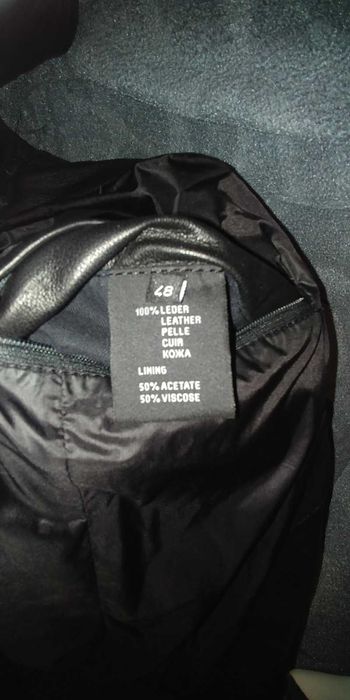 48
100% LEDER
LEATHER
PELLE
CUIR
КОЖА
LINING
50% ACETATE
50% VISCOSE